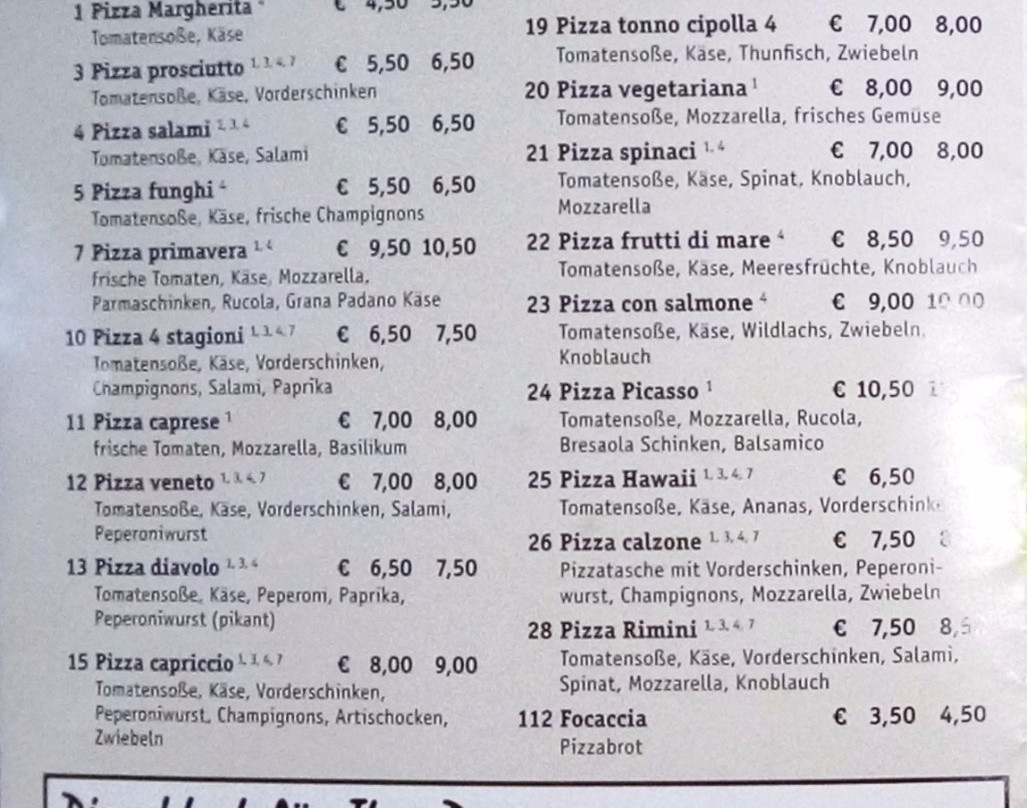 1 Pizza Margherita 4 € 4,50 5,50
Tomatensoße, Käse
3 Pizza prosciutto 1, 3, 4, 7 € 5,50 6,50
Tomatensoße, Käse, Vorderschinken
4 Pizza salami 1, 3, 4 € 5,50 6,50
Tomatensoße, Käse, Salami
5 Pizza funghi 4 € 5,50 6,50
Tomatensoße, Käse, frische Champignons
7 Pizza primavera 1, 4 € 9,50 10,50
frische Tomaten, Käse, Mozzarella,
Parmaschinken, Rucola, Grana Padano Käse
10 Pizza 4 stagioni 1, 3, 4, 7 € 6,50 7,50
Tomatensoße, Käse, Vorderschinken,
Champignons, Salami, Paprika
11 Pizza caprese 1 € 7,00 8,00
frische Tomaten, Mozzarella, Basilikum
12 Pizza veneto 1, 3, 4, 7 € 7,00 8,00
Tomatensoße, Käse, Vorderschinken, Salami,
Peperoniwurst
13 Pizza diavolo 1, 3, 4 € 6,50 7,50
Tomatensoße, Käse, Peperoni, Paprika,
Peperoniwurst (pikant)
15 Pizza capriccio 1, 3, 4, 7 € 8,00 9,00
Tomatensoße, Käse, Vorderschinken,
Peperoniwurst, Champignons, Artischocken,
Zwiebeln
19 Pizza tonno cipolla 4 € 7,00 8,00
Tomatensoße, Käse, Thunfisch, Zwiebeln
20 Pizza vegetariana 1 € 8,00 9,00
Tomatensoße, Mozzarella, frisches Gemüse
21 Pizza spinaci 1, 4 € 7,00 8,00
Tomatensoße, Käse, Spinat, Knoblauch,
Mozzarella
22 Pizza frutti di mare 4 € 8,50 9,50
Tomatensoße, Käse, Meeresfrüchte, Knoblauch
23 Pizza con salmone 4 € 9,00 10,00
Tomatensoße, Käse, Wildlachs, Zwiebeln,
Knoblauch
24 Pizza Picasso 1 € 10,50
Tomatensoße, Mozzarella, Rucola,
Bresaola Schinken, Balsamico
25 Pizza Hawaii 1, 3, 4, 7 € 6,50
Tomatensoße, Käse, Ananas, Vorderschinke
26 Pizza calzone 1, 3, 4, 7 € 7,50
Pizzatasche mit Vorderschinken, Peperoni-
wurst, Champignons, Mozzarella, Zwiebeln
28 Pizza Rimini 1, 3, 4, 7 € 7,50 8,5
Tomatensoße, Käse, Vorderschinken, Salami,
Spinat, Mozzarella, Knoblauch
112 Focaccia € 3,50 4,50
Pizzabrot